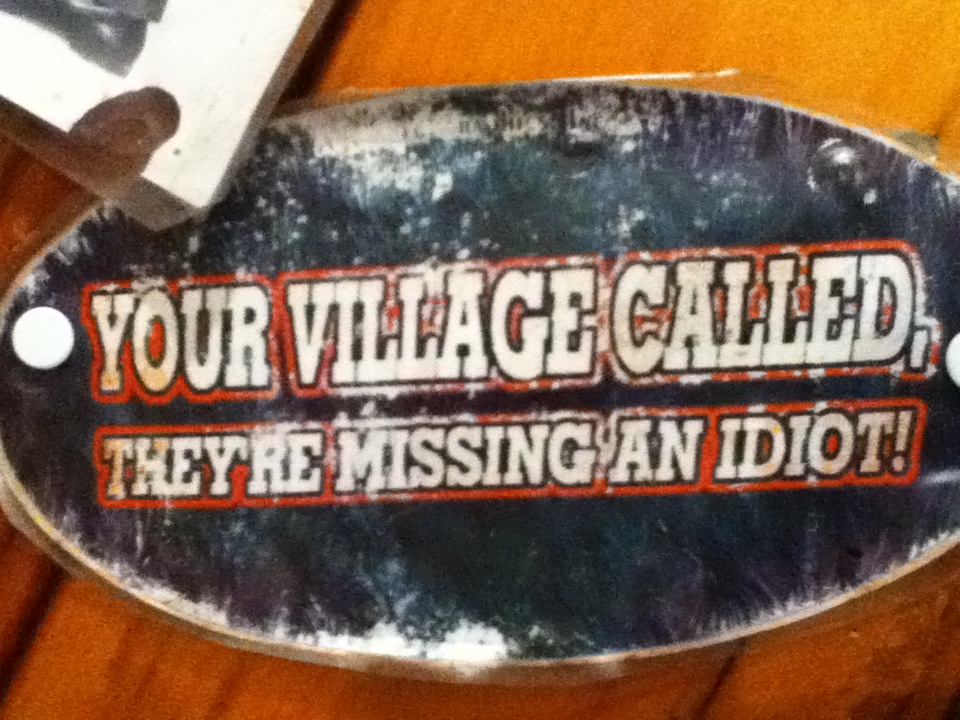 YOUR VILLAGE CALLED,
THEY'RE MISSING AN IDIOT!